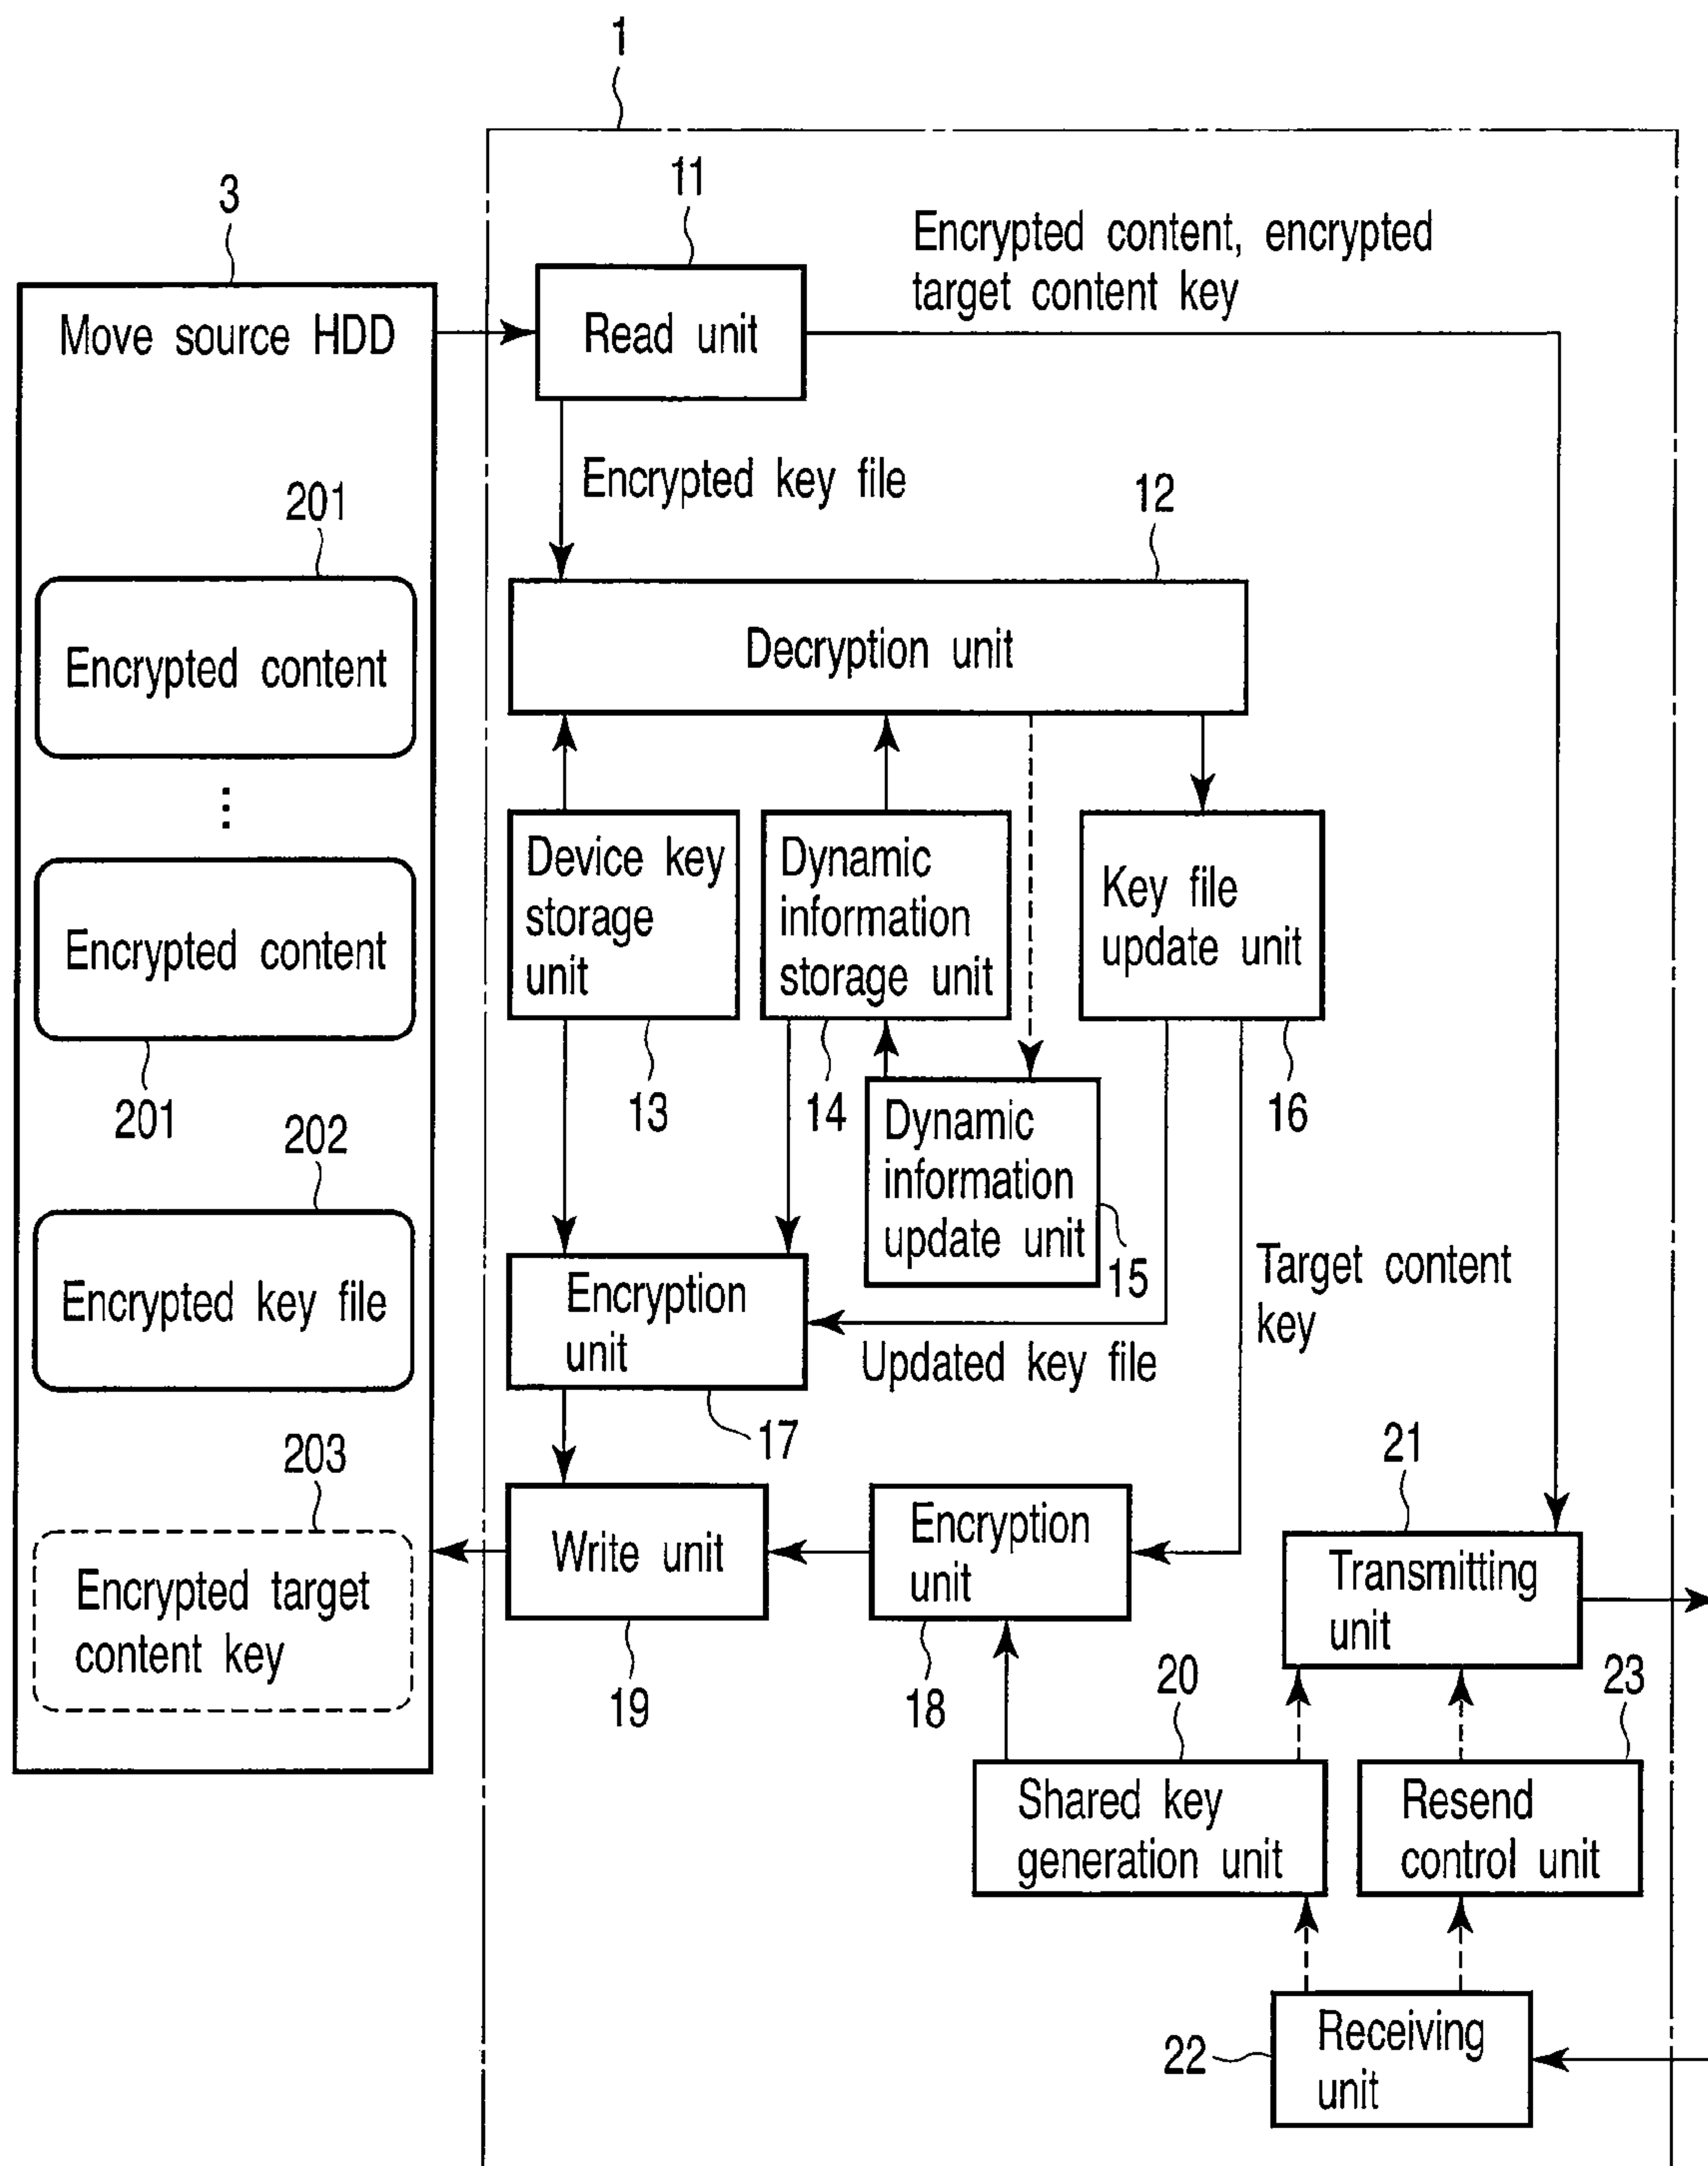 1
3
11
Encrypted content, encrypted
target content key
Move source HDD
Read unit
Encrypted key file
201
12
Encrypted content
Decryption unit
Device key
storage
unit
Dynamic
information
storage unit
Key file
update unit
Encrypted content
201
13
14
16
202
Dynamic
information
update unit
15
Encrypted key file
Encryption
unit
Updated key file
Target content
key
17
203
21
Encrypted target
content key
Write unit
Encryption
unit
Transmitting
unit
19
18
20
23
Shared key
generation unit
Resend
control unit
22
Receiving
unit